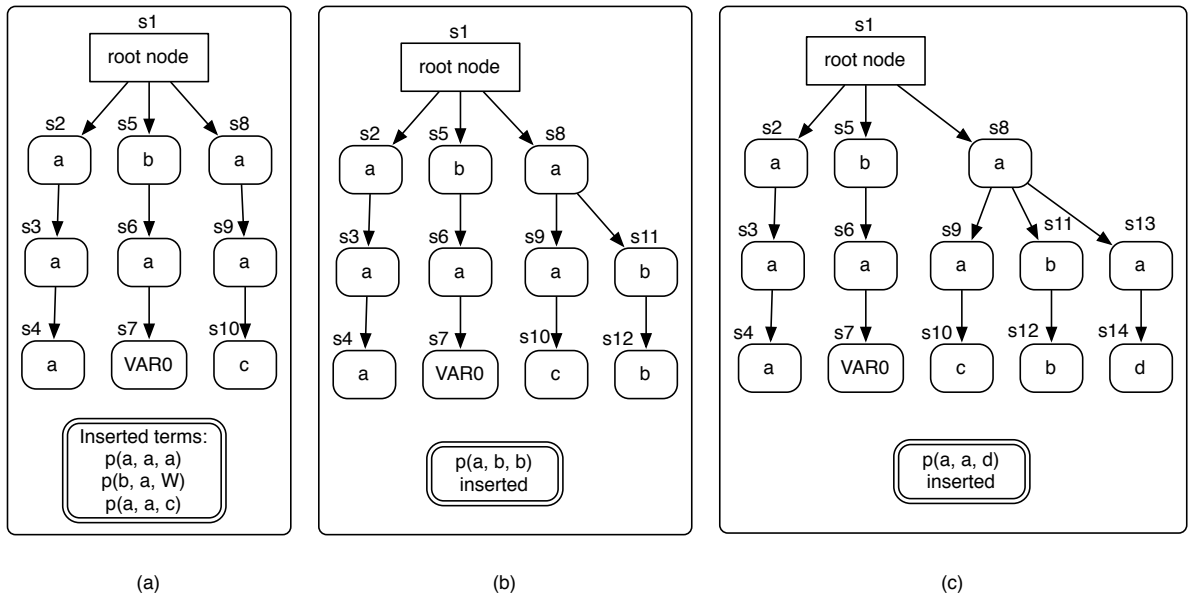 s1
root node
s2 s5 s8
a b a
s3 s6 s9
a a a
s4 s7 s10
a VAR0 c
Inserted terms:
p(a, a, a)
p(b, a, W)
p(a, a, c)
(a)
s1
root node
s2 s5 s8
a b a
s3 s6 s9 s11
a a a b
s4 s7 s10 s12
a VAR0 c b
p(a, b, b)
inserted
(b)
s1
root node
s2 s5 s8
a b a
s3 s6 s9 s11 s13
a a a b a
s4 s7 s10 s12 s14
a VAR0 c b d
p(a, a, d)
inserted
(c)